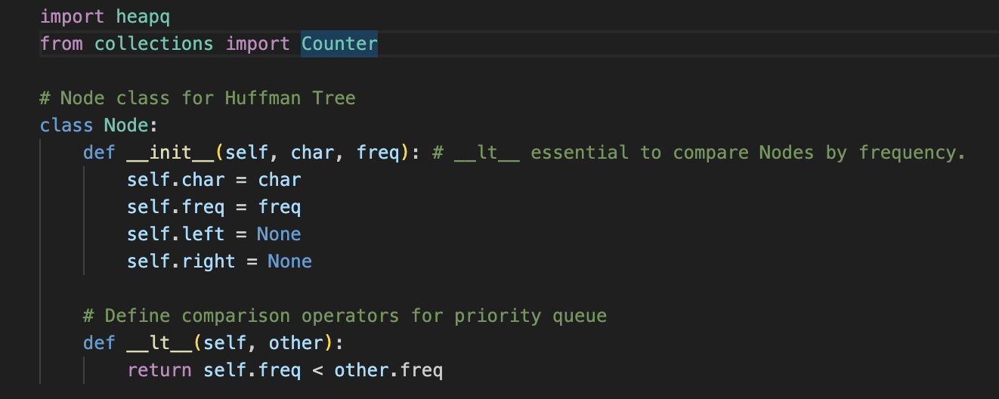 import heapq
from collections import Counter
# Node class for Huffman Tree
class Node:
def __init__(self, char, freq): # __lt__ essential to compare Nodes by frequency.
self.char = char
self.freq = freq
self.left = None
self.right = None
# Define comparison operators for priority queue
def __lt__(self, other):
return self.freq < other.freq